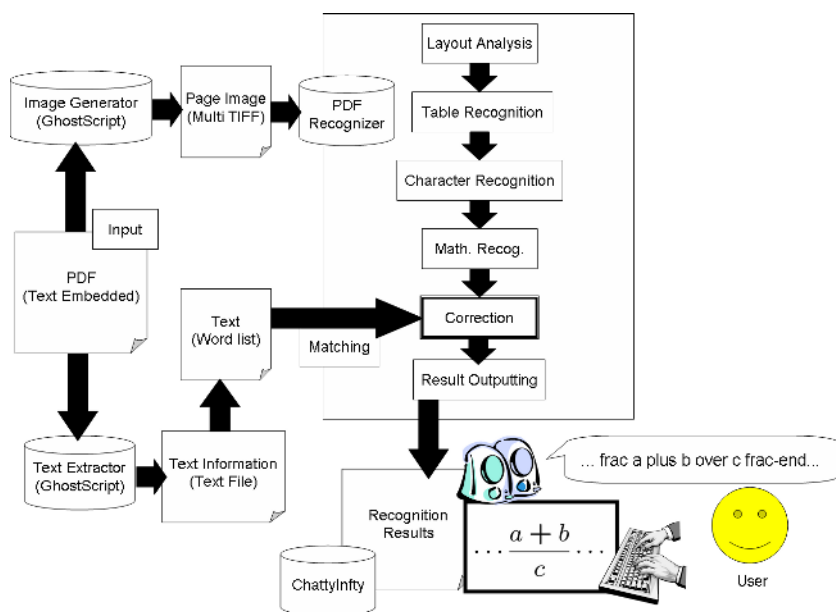 Layout Analysis
Image Generator
(GhostScript)
Page Image
(Multi TIFF)
PDF
Recognizer
Table Recognition
Character Recognition
Input
Math. Recog.
PDF
(Text Embedded)
Text
(Word list)
Matching
Correction
Result Outputting
Text Extractor
(GhostScript)
Text Information
(Text File)
... frac a plus b over c frac-end...
Recognition
Results
··· a + b ···
c
ChattyInfty
User